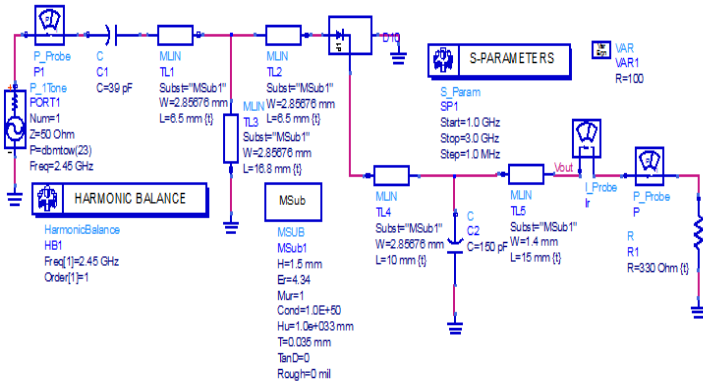 P_Probe
P1
P_1Tone
PORT1
Num=1
Z=50 Ohm
P=dbmtow(23)
Freq=2.45 GHz
C
C1
C=39 pF
MLIN
TL1
Subst="MSub1"
W=2.85676 mm
L=6.5 mm {t}
MLIN
TL2
Subst="MSub1"
W=2.85676 mm
L=6.5 mm {t}
MLIN
TL3
Subst="MSub1"
W=2.85676 mm
L=16.8 mm {t}
S-PARAMETERS
S_Param
SP1
Start=1.0 GHz
Stop=3.0 GHz
Step=1.0 MHz
Var
Eqn
VAR
VAR1
R=100
HARMONIC BALANCE
HarmonicBalance
HB1
Freq[1]=2.45 GHz
Order[1]=1
MSub
MSUB
MSub1
H=1.5 mm
Er=4.34
Mur=1
Cond=1.0E+50
Hu=1.0e+033 mm
T=0.035 mm
TanD=0
Rough=0 mil
MLIN
TL4
Subst="MSub1"
W=2.85676 mm
L=10 mm {t}
C
C2
C=150 pF
MLIN
TL5
Subst="MSub1"
W=1.4 mm
L=15 mm {t}
Vout
I_Probe
Ir
P_Probe
P
R
R1
R=330 Ohm {t}